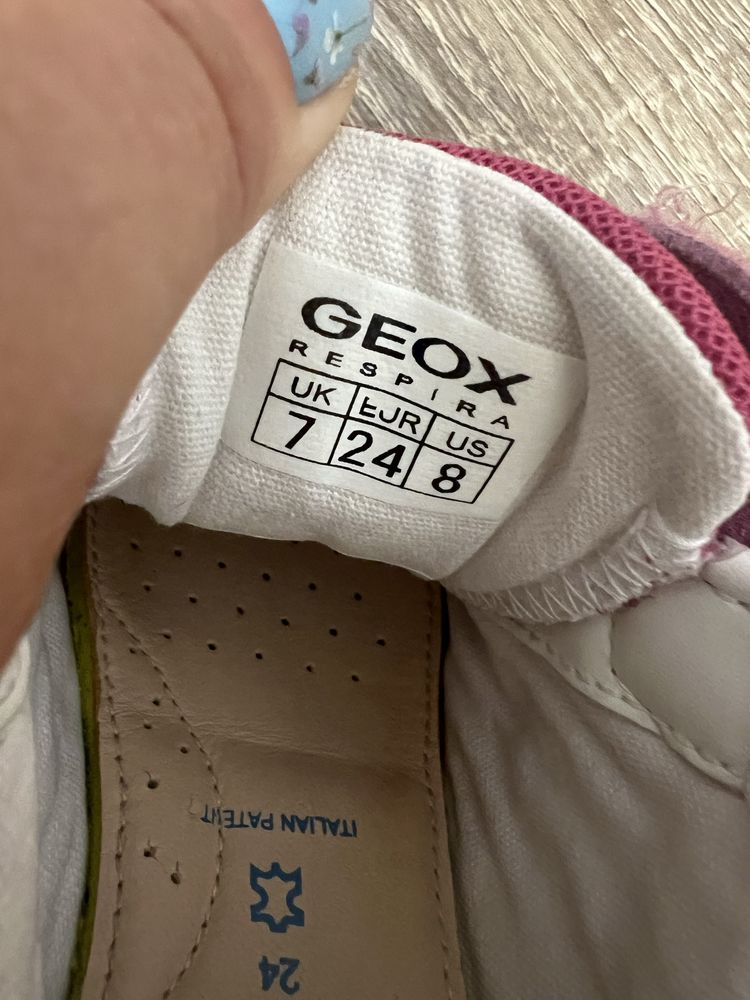 GEOX
RESPIRA
UK EUR US
7 24 8
ITALIAN PATENT
24